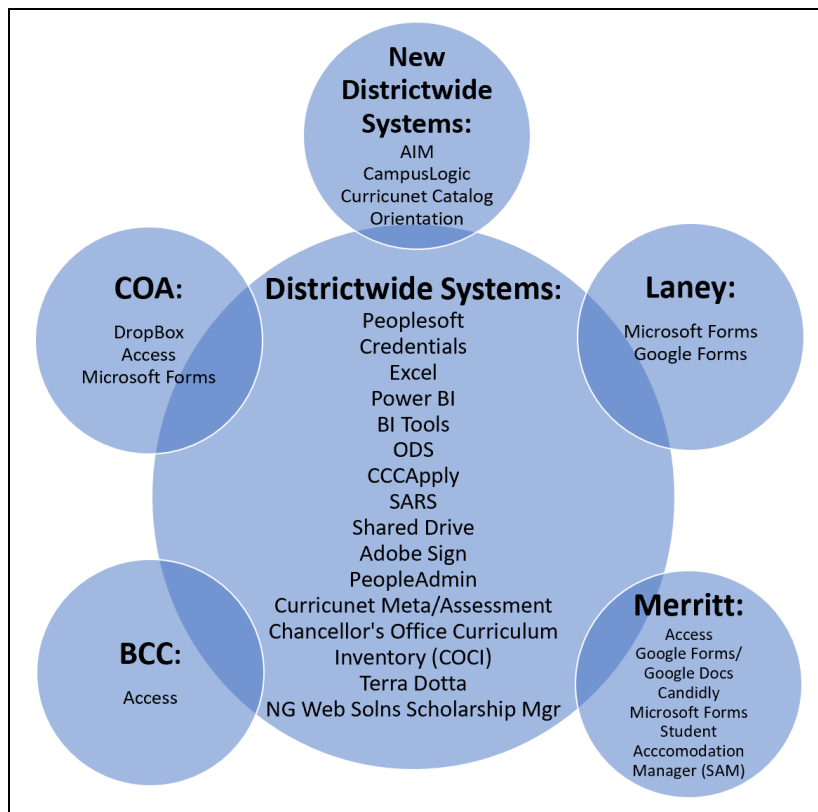 New
Districtwide
Systems:
AIM
CampusLogic
Curricunet Catalog
Orientation
COA:
DropBox
Access
Microsoft Forms
Districtwide Systems:
Peoplesoft
Credentials
Excel
Power BI
BI Tools
ODS
CCCApply
SARS
Shared Drive
Adobe Sign
PeopleAdmin
Curricunet Meta/Assessment
Chancellor's Office Curriculum
Inventory (COCI)
Terra Dotta
NG Web Solns Scholarship Mgr
Laney:
Microsoft Forms
Google Forms
BCC:
Access
Merritt:
Access
Google Forms/
Google Docs
Candidly
Microsoft Forms
Student
Acccomodation
Manager (SAM)